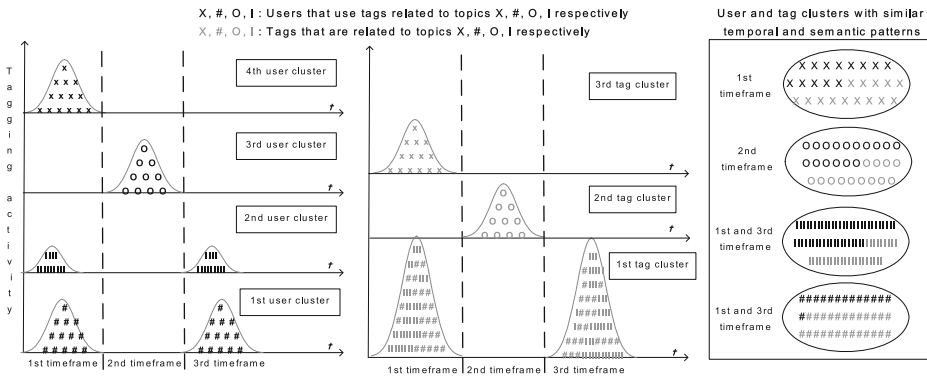 X, #, O, I : Users that use tags related to topics X, #, O, I respectively
X, #, O, I : Tags that are related to topics X, #, O, I respectively
User and tag clusters with similar
temporal and semantic patterns
Tagging activity
4th user cluster
t
3rd user cluster
t
2nd user cluster
t
1st user cluster
t
1st timeframe
2nd timeframe
3rd timeframe
3rd tag cluster
t
2nd tag cluster
t
1st tag cluster
t
1st timeframe
2nd timeframe
3rd timeframe
1st
timeframe
2nd
timeframe
1st and 3rd
timeframe
1st and 3rd
timeframe